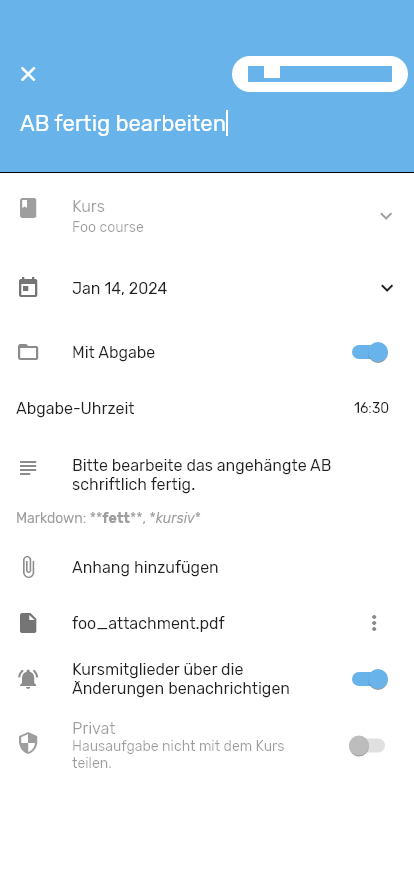 AB fertig bearbeiten
Kurs
Foo course
Jan 14, 2024
Mit Abgabe
Abgabe-Uhrzeit 16:30
Bitte bearbeite das angehängte AB
schriftlich fertig.
Markdown: **fett**, *kursiv*
Anhang hinzufügen
foo_attachment.pdf
Kursmitglieder über die
Änderungen benachrichtigen
Privat
Hausaufgabe nicht mit dem Kurs
teilen.